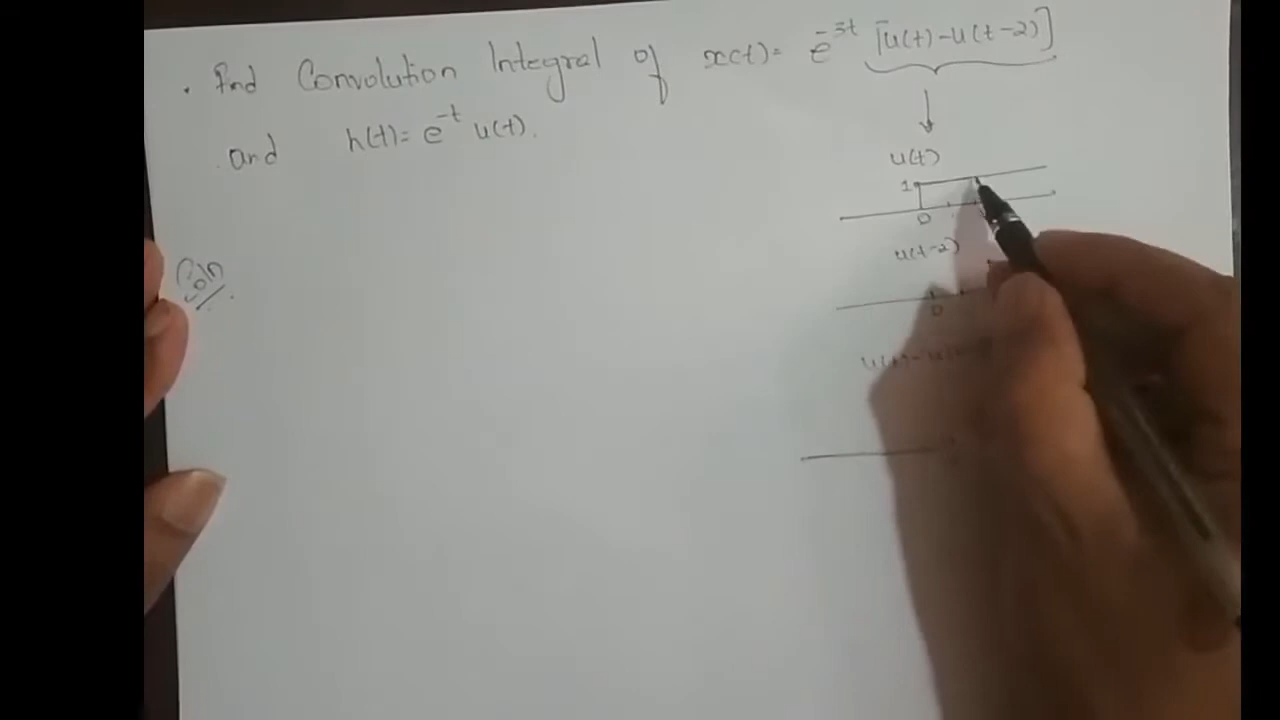 . find Convolution Integral of x(t)= e^-3t [u(t)-u(t-2)]
. and h(t)= e^-t u(t).
u(t)
1
0
Soln
u(t-2)
0
u(t)-u(